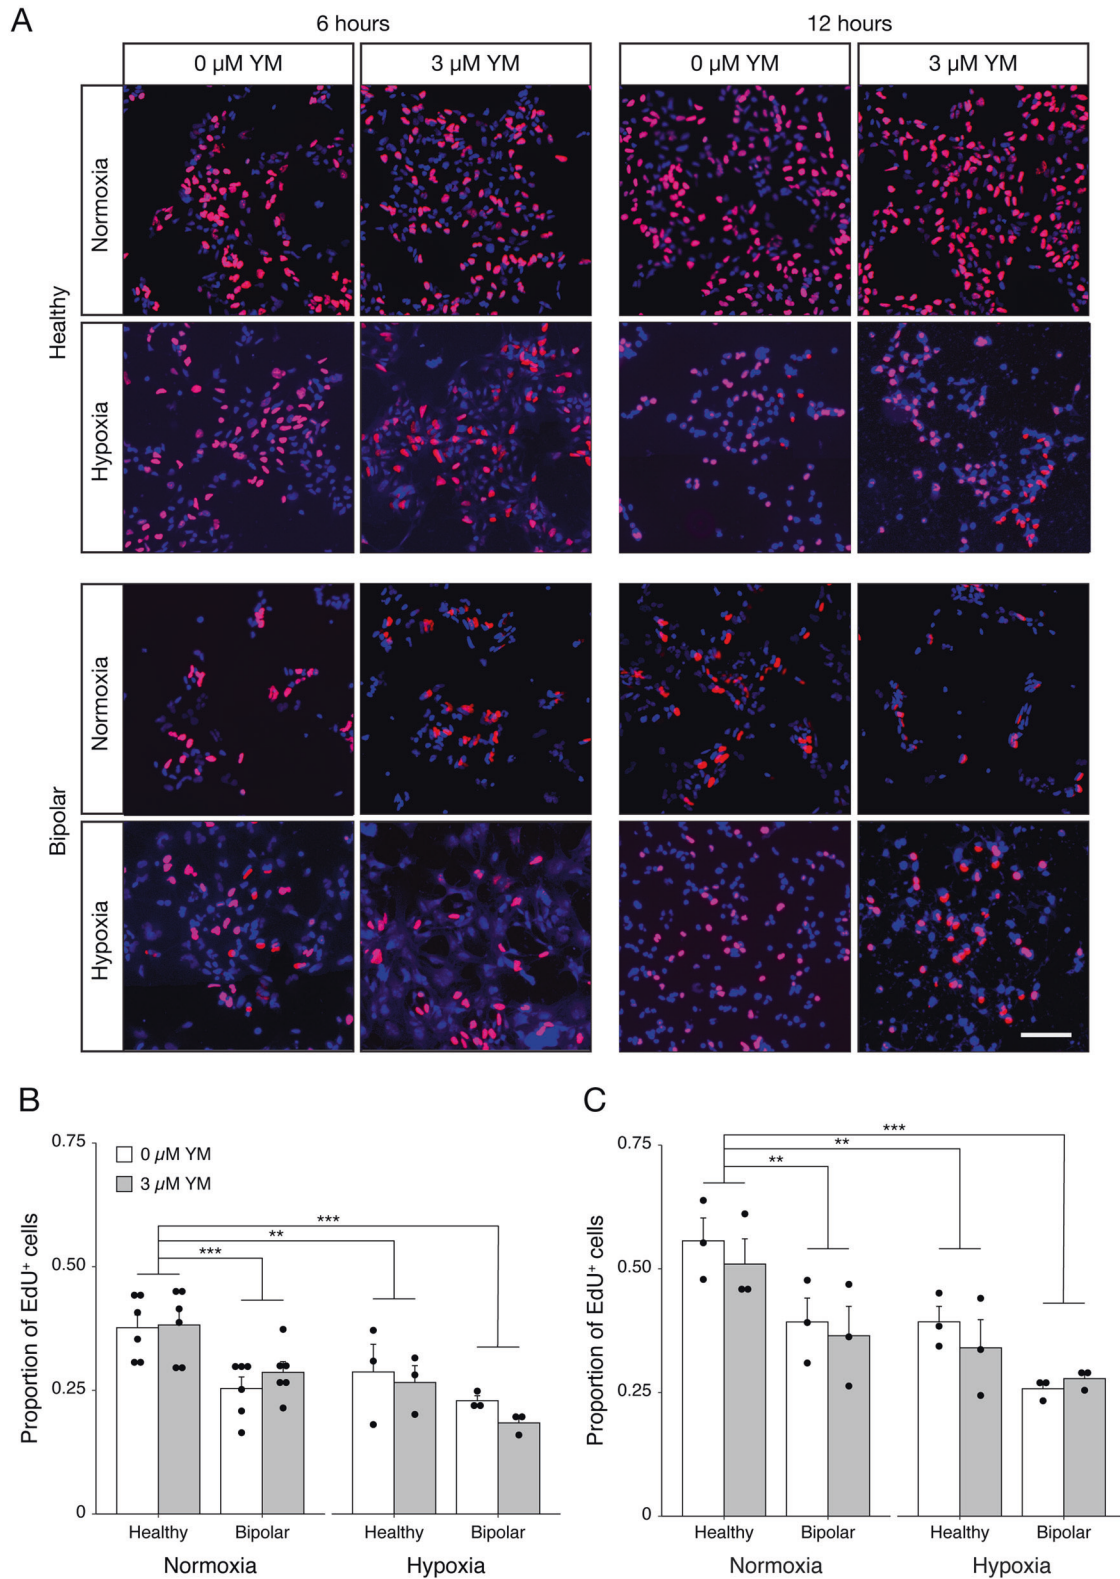 A
6 hours
12 hours
0 µM YM
3 µM YM
0 µM YM
3 µM YM
Healthy
Normoxia
Hypoxia
Bipolar
Normoxia
Hypoxia
B
0.75
0.50
0.25
0
Proportion of EdU⁺ cells
0 µM YM
3 µM YM
***
**
***
Healthy
Bipolar
Healthy
Bipolar
Normoxia
Hypoxia
C
0.75
0.50
0.25
0
Proportion of EdU⁺ cells
***
**
**
Healthy
Bipolar
Healthy
Bipolar
Normoxia
Hypoxia